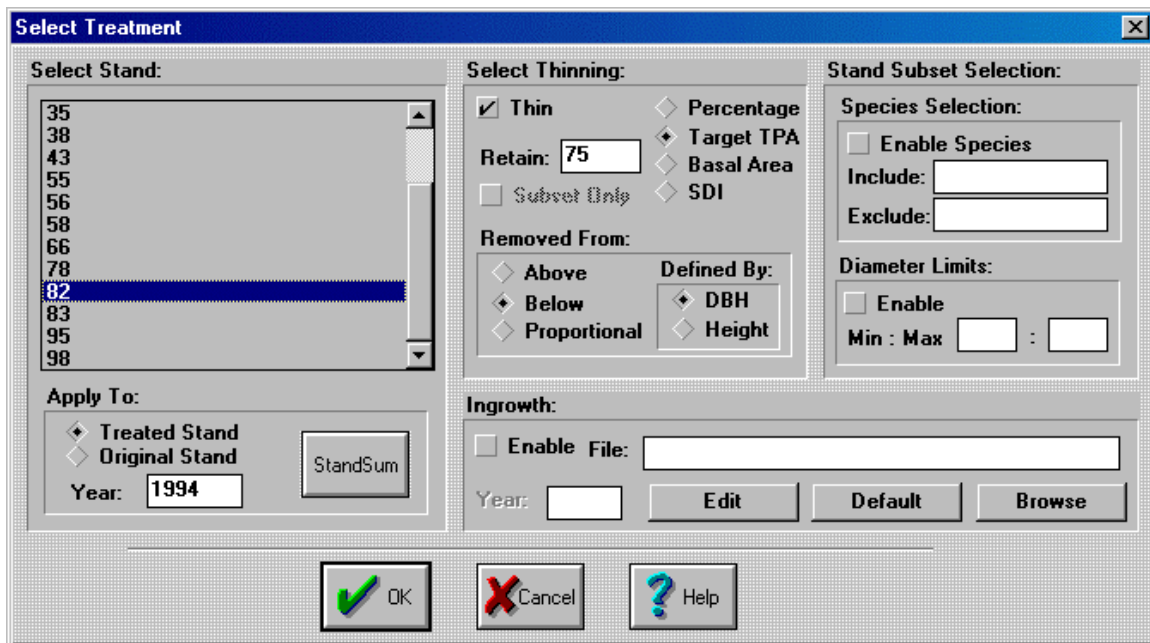 Select Treatment
Select Stand:
35
38
43
55
56
58
66
78
82
83
95
98
Apply To:
Treated Stand
Original Stand
Year: 1994
StandSum
Select Thinning:
Thin
Retain: 75
Subset Only
Percentage
Target TPA
Basal Area
SDI
Removed From:
Above
Below
Proportional
Defined By:
DBH
Height
Stand Subset Selection:
Species Selection:
Enable Species
Include:
Exclude:
Diameter Limits:
Enable
Min : Max :
Ingrowth:
Enable File:
Year: Edit Default Browse
OK Cancel Help